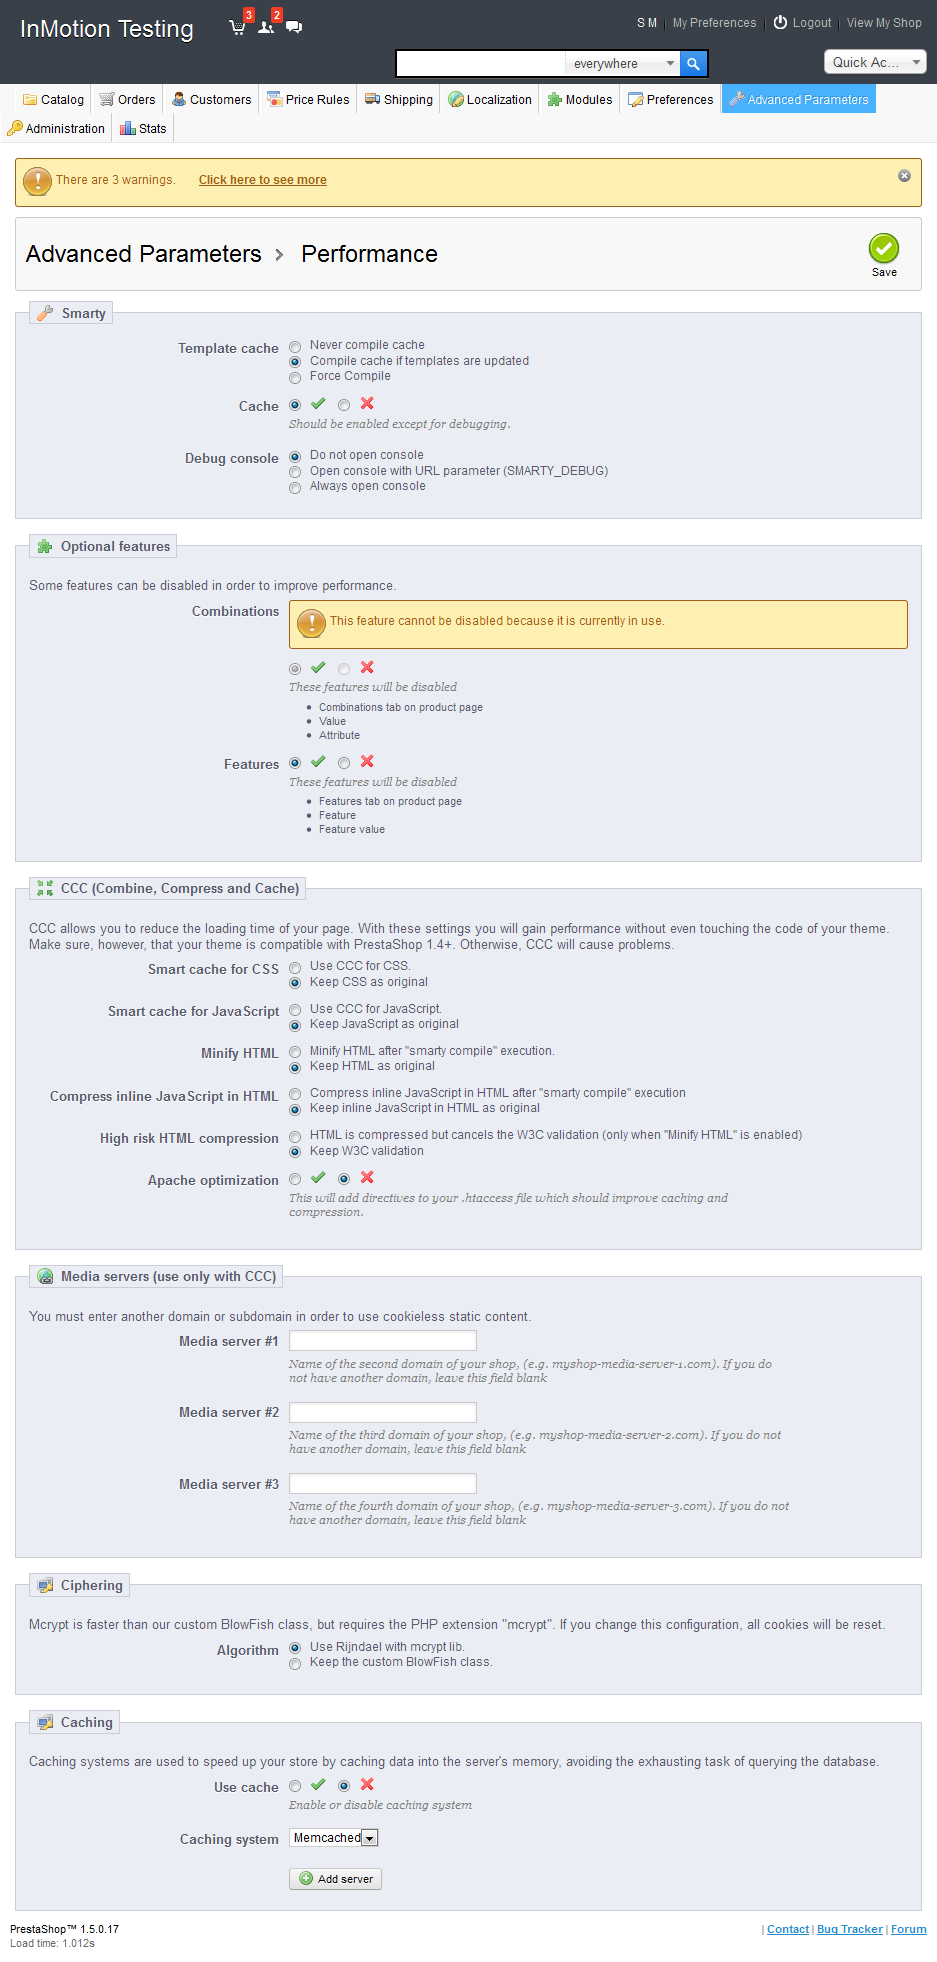 InMotion Testing
3
2
S M
My Preferences
Logout
View My Shop
everywhere
Quick Ac...
Catalog
Orders
Customers
Price Rules
Shipping
Localization
Modules
Preferences
Advanced Parameters
Administration
Stats
There are 3 warnings. Click here to see more
Advanced Parameters > Performance
Save
Smarty
Template cache
Never compile cache
Compile cache if templates are updated
Force Compile
Cache
Should be enabled except for debugging.
Debug console
Do not open console
Open console with URL parameter (SMARTY_DEBUG)
Always open console
Optional features
Some features can be disabled in order to improve performance.
Combinations
This feature cannot be disabled because it is currently in use.
These features will be disabled
Combinations tab on product page
Value
Attribute
Features
These features will be disabled
Features tab on product page
Feature
Feature value
CCC (Combine, Compress and Cache)
CCC allows you to reduce the loading time of your page. With these settings you will gain performance without even touching the code of your theme.
Make sure, however, that your theme is compatible with PrestaShop 1.4+. Otherwise, CCC will cause problems.
Smart cache for CSS
Use CCC for CSS.
Keep CSS as original
Smart cache for JavaScript
Use CCC for JavaScript.
Keep JavaScript as original
Minify HTML
Minify HTML after "smarty compile" execution.
Keep HTML as original
Compress inline JavaScript in HTML
Compress inline JavaScript in HTML after "smarty compile" execution
Keep inline JavaScript in HTML as original
High risk HTML compression
HTML is compressed but cancels the W3C validation (only when "Minify HTML" is enabled)
Keep W3C validation
Apache optimization
This will add directives to your .htaccess file which should improve caching and
compression.
Media servers (use only with CCC)
You must enter another domain or subdomain in order to use cookieless static content.
Media server #1
Name of the second domain of your shop, (e.g. myshop-media-server-1.com). If you do
not have another domain, leave this field blank
Media server #2
Name of the third domain of your shop, (e.g. myshop-media-server-2.com). If you do not
have another domain, leave this field blank
Media server #3
Name of the fourth domain of your shop, (e.g. myshop-media-server-3.com). If you do not
have another domain, leave this field blank
Ciphering
Mcrypt is faster than our custom BlowFish class, but requires the PHP extension "mcrypt". If you change this configuration, all cookies will be reset.
Algorithm
Use Rijndael with mcrypt lib.
Keep the custom BlowFish class.
Caching
Caching systems are used to speed up your store by caching data into the server's memory, avoiding the exhausting task of querying the database.
Use cache
Enable or disable caching system
Caching system
Memcached
Add server
PrestaShop™ 1.5.0.17
| Contact | Bug Tracker | Forum
Load time: 1.012s